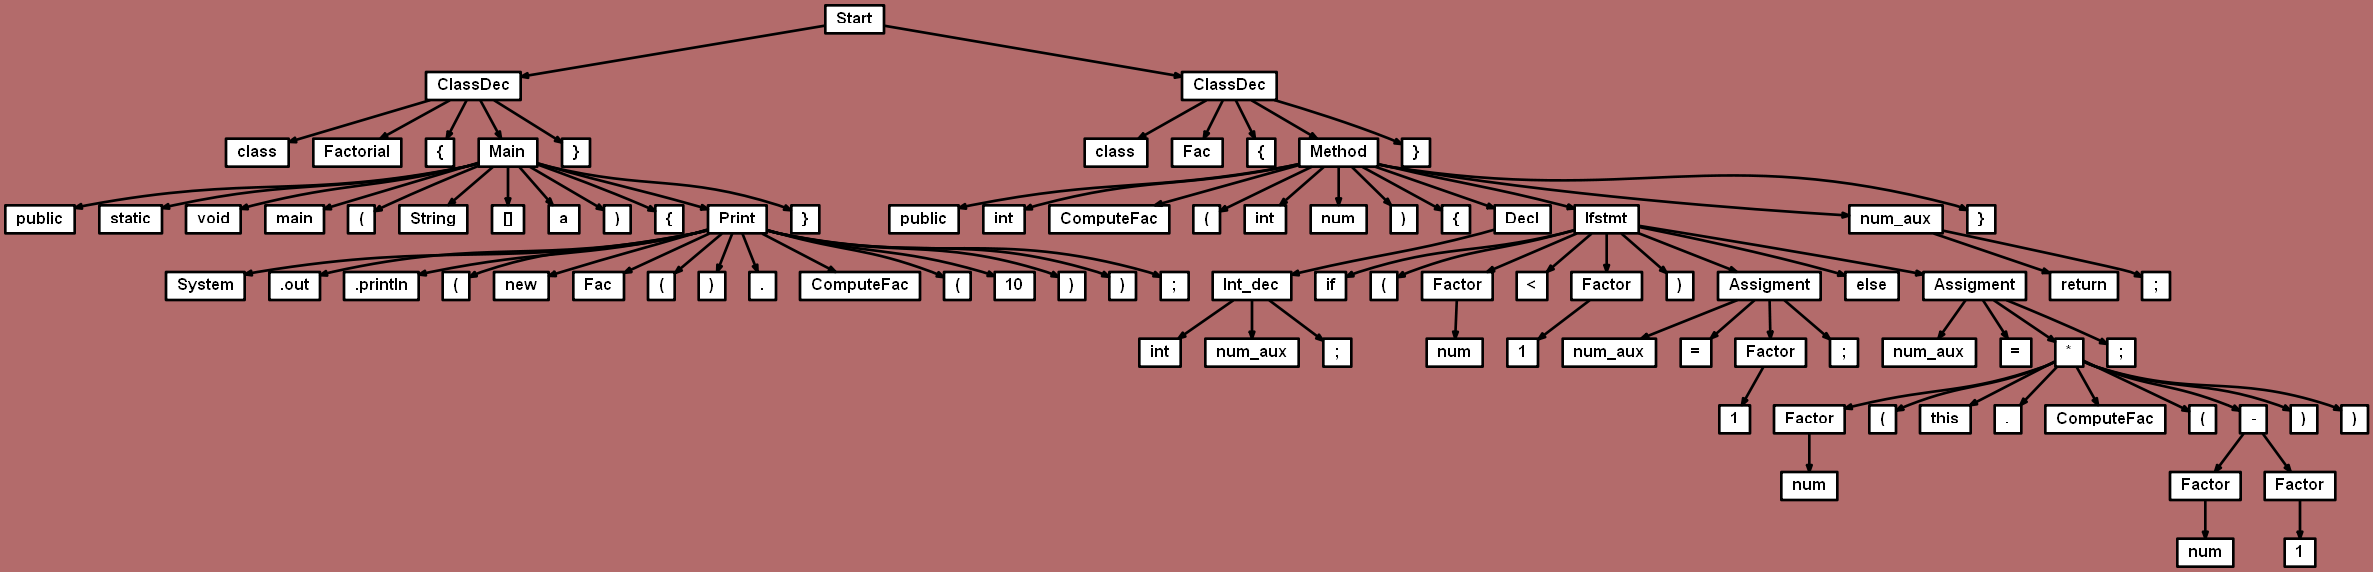 Start
ClassDec ClassDec
class Factorial { Main } class Fac { Method }
public static void main ( String [] a ) { Print } public int ComputeFac ( int num ) { Decl Ifstmt num_aux }
System .out .println ( new Fac ( ) . ComputeFac ( 10 ) ) ; Int_dec if ( Factor < Factor ) Assigment else Assigment return ;
int num_aux ; num 1 num_aux = Factor ; num_aux = * ;
1 Factor ( this . ComputeFac ( - ) )
num Factor Factor
num 1